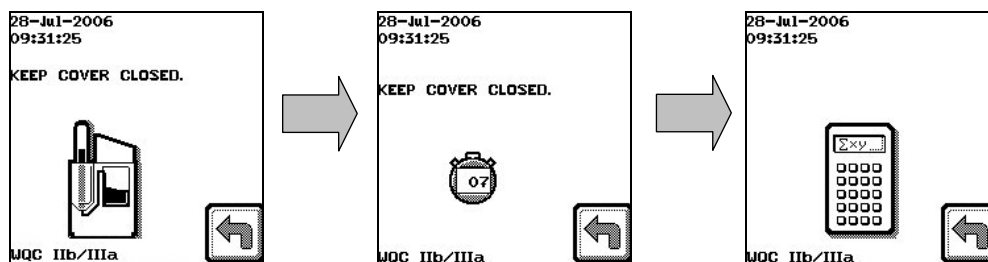 28-Jul-2006
09:31:25
KEEP COVER CLOSED.
WQC IIb/IIIa
28-Jul-2006
09:31:25
KEEP COVER CLOSED.
07
WQC IIb/IIIa
28-Jul-2006
09:31:25
Σxy
WQC IIb/IIIa